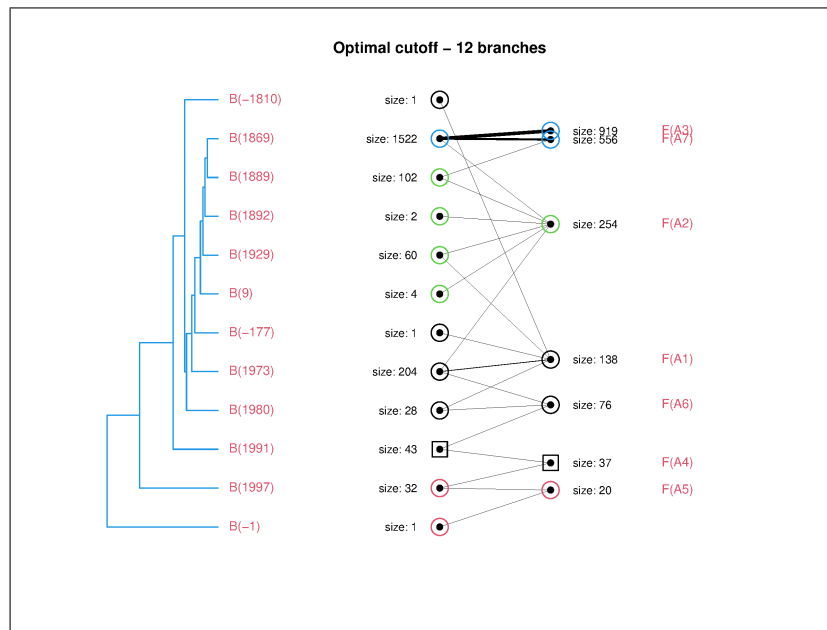 Optimal cutoff – 12 branches
B(−1810) size: 1
size: 919 F(A3)
B(1869) size: 1522 size: 556 F(A7)
B(1889) size: 102
B(1892) size: 2
size: 254 F(A2)
B(1929) size: 60
B(9) size: 4
B(−177) size: 1
size: 138 F(A1)
B(1973) size: 204
size: 76 F(A6)
B(1980) size: 28
B(1991) size: 43
size: 37 F(A4)
B(1997) size: 32 size: 20 F(A5)
B(−1) size: 1